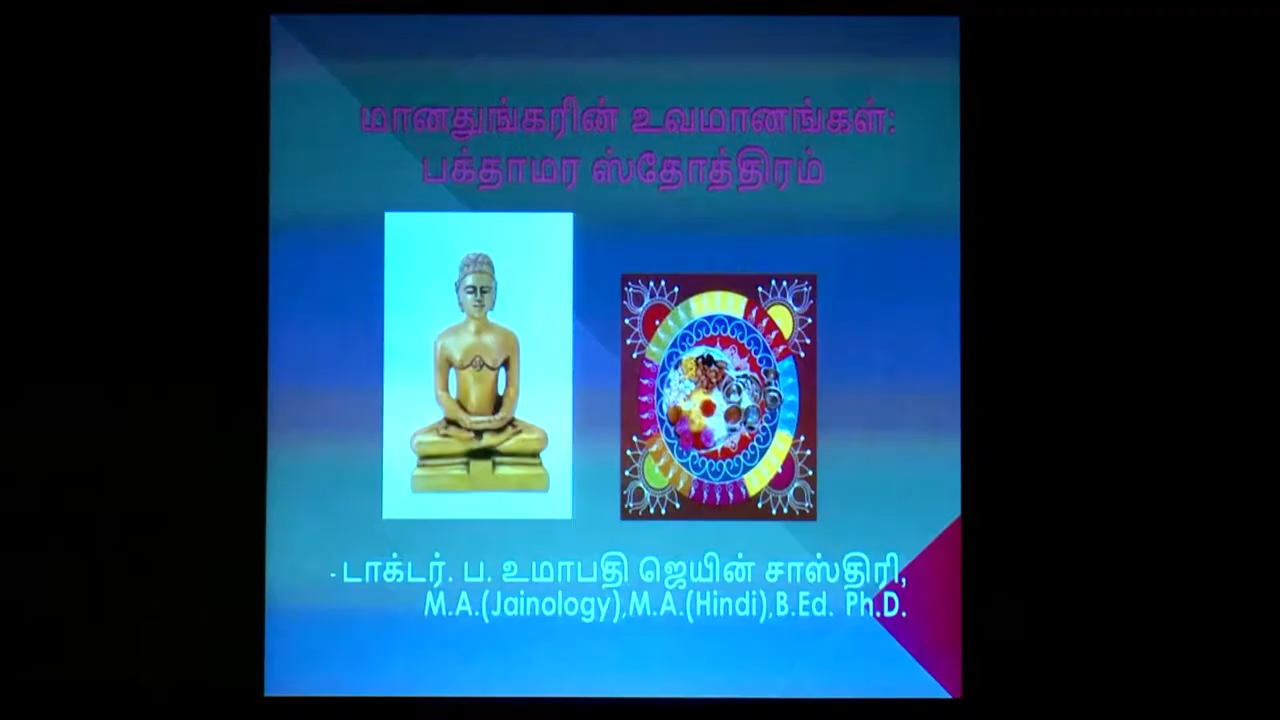 மானதுங்கரின் உவமானங்கள்:
பக்தாமர ஸ்தோத்திரம்
- டாக்டர். ப. உமாபதி ஜெயின் சாஸ்திரி,
M.A.(Jainology),M.A.(Hindi),B.Ed. Ph.D.